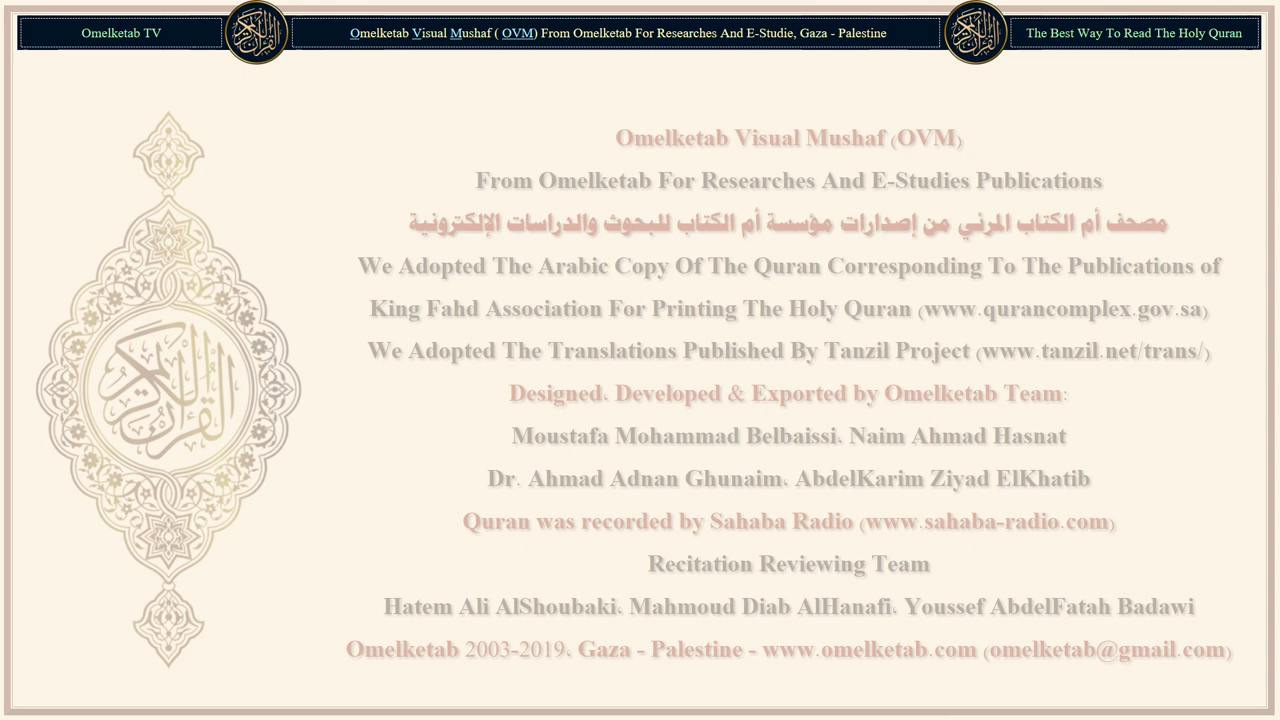 Omelketab TV
Omelketab Visual Mushaf ( OVM) From Omelketab For Researches And E-Studie, Gaza - Palestine
The Best Way To Read The Holy Quran
Omelketab Visual Mushaf (OVM)
From Omelketab For Researches And E-Studies Publications
مصحف أم الكتاب المرئي من إصدارات مؤسسة أم الكتاب للبحوث والدراسات الإلكترونية
We Adopted The Arabic Copy Of The Quran Corresponding To The Publications of
King Fahd Association For Printing The Holy Quran (www.qurancomplex.gov.sa)
We Adopted The Translations Published By Tanzil Project (www.tanzil.net/trans/)
Designed، Developed & Exported by Omelketab Team:
Moustafa Mohammad Belbaissi، Naim Ahmad Hasnat
Dr. Ahmad Adnan Ghunaim، AbdelKarim Ziyad ElKhatib
Quran was recorded by Sahaba Radio (www.sahaba-radio.com)
Recitation Reviewing Team
Hatem Ali AlShoubaki، Mahmoud Diab AlHanafi، Youssef AbdelFatah Badawi
Omelketab 2003-2019، Gaza - Palestine - www.omelketab.com (omelketab@gmail.com)
القرآن الكريم